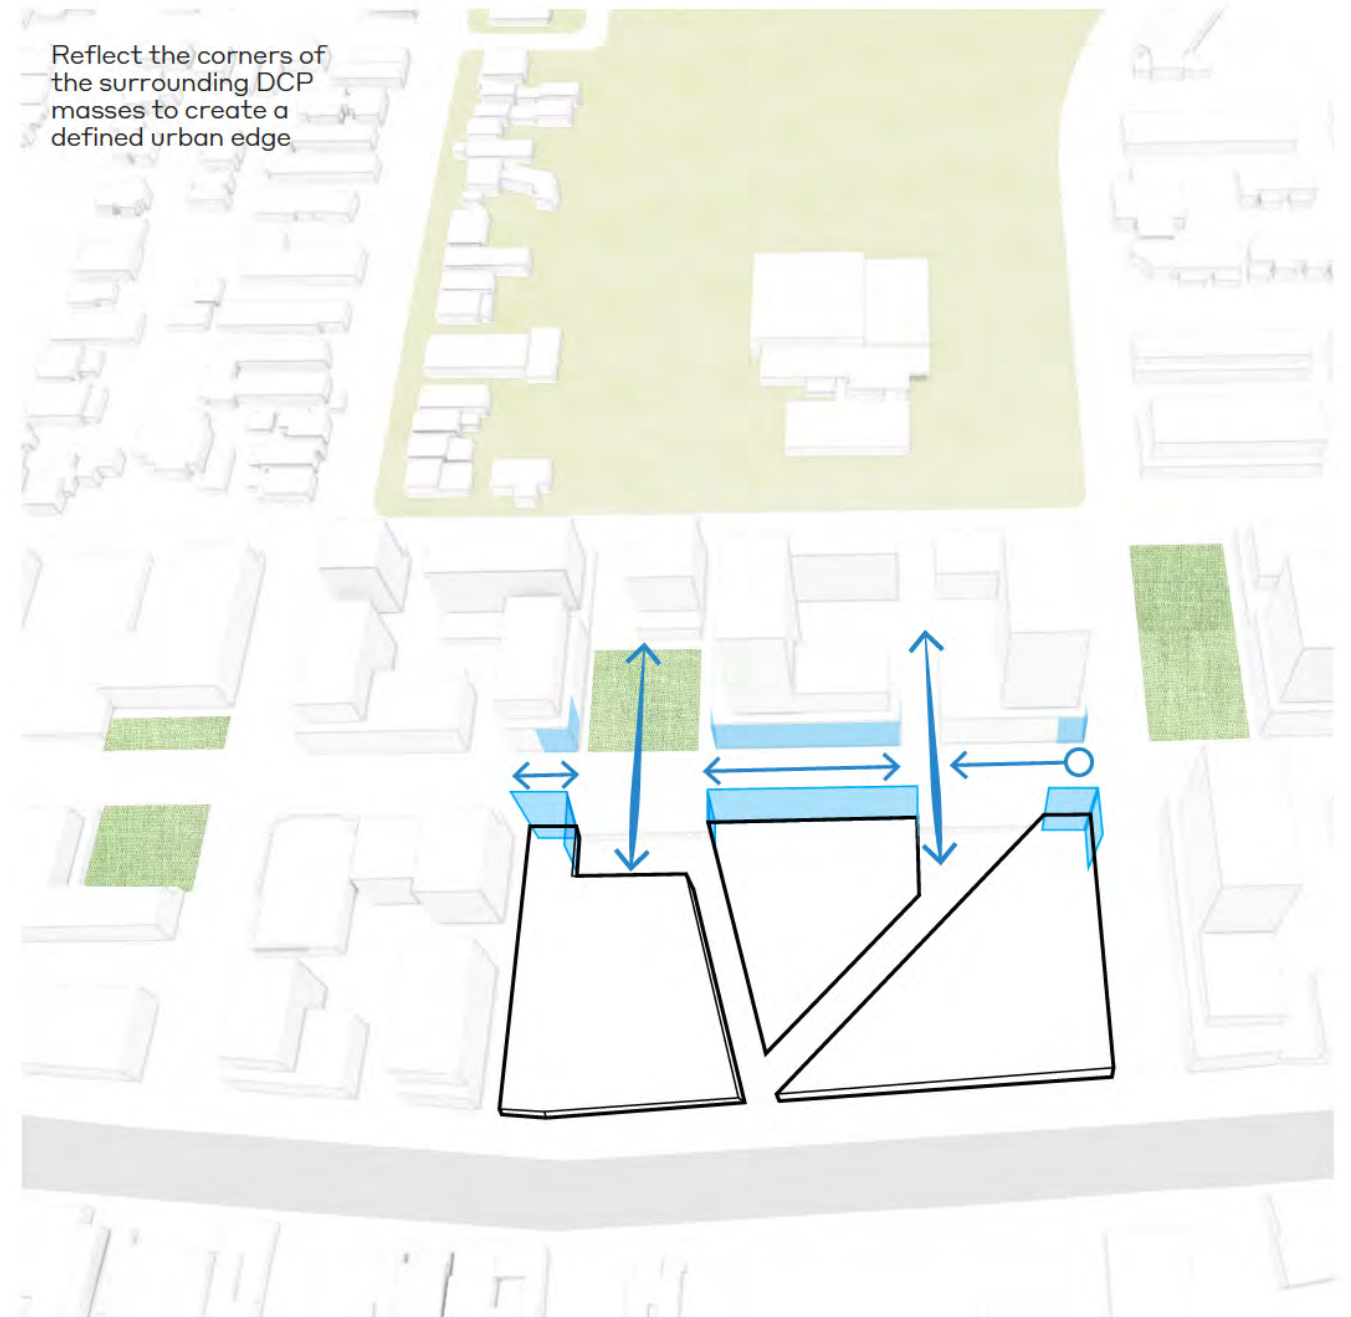 Reflect the corners of
the surrounding DCP
masses to create a
defined urban edge